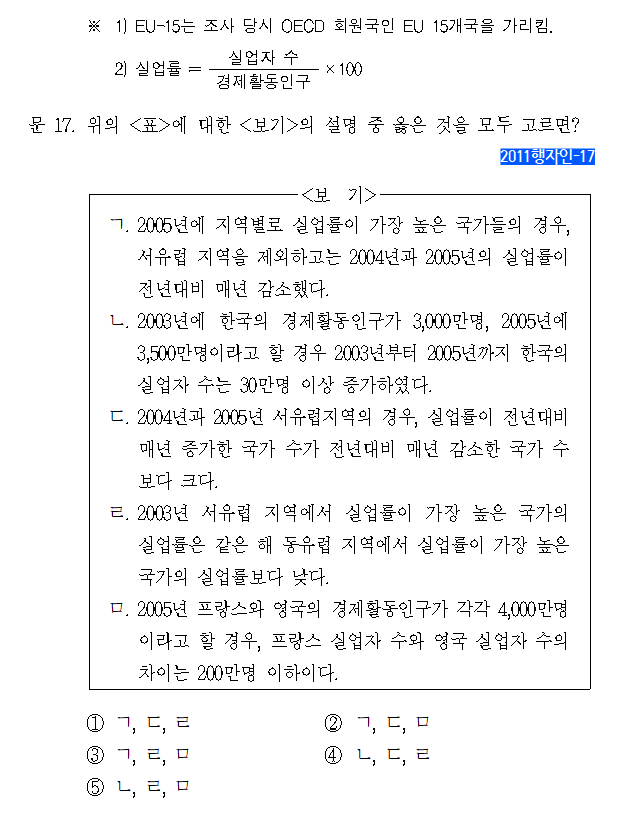 ※ 1) EU-15는 조사 당시 OECD 회원국인 EU 15개국을 가리킴.
2) 실업률 = 실업자 수 / 경제활동인구 ×100
문 17. 위의 <표>에 대한 <보기>의 설명 중 옳은 것을 모두 고르면?
2011행자인-17
<보 기>
ㄱ. 2005년에 지역별로 실업률이 가장 높은 국가들의 경우,
서유럽 지역을 제외하고는 2004년과 2005년의 실업률이
전년대비 매년 감소했다.
ㄴ. 2003년에 한국의 경제활동인구가 3,000만명, 2005년에
3,500만명이라고 할 경우 2003년부터 2005년까지 한국의
실업자 수는 30만명 이상 증가하였다.
ㄷ. 2004년과 2005년 서유럽지역의 경우, 실업률이 전년대비
매년 증가한 국가 수가 전년대비 매년 감소한 국가 수
보다 크다.
ㄹ. 2003년 서유럽 지역에서 실업률이 가장 높은 국가의
실업률은 같은 해 동유럽 지역에서 실업률이 가장 높은
국가의 실업률보다 낮다.
ㅁ. 2005년 프랑스와 영국의 경제활동인구가 각각 4,000만명
이라고 할 경우, 프랑스 실업자 수와 영국 실업자 수의
차이는 200만명 이하이다.
① ㄱ, ㄷ, ㄹ ② ㄱ, ㄷ, ㅁ
③ ㄱ, ㄹ, ㅁ ④ ㄴ, ㄷ, ㄹ
⑤ ㄴ, ㄹ, ㅁ